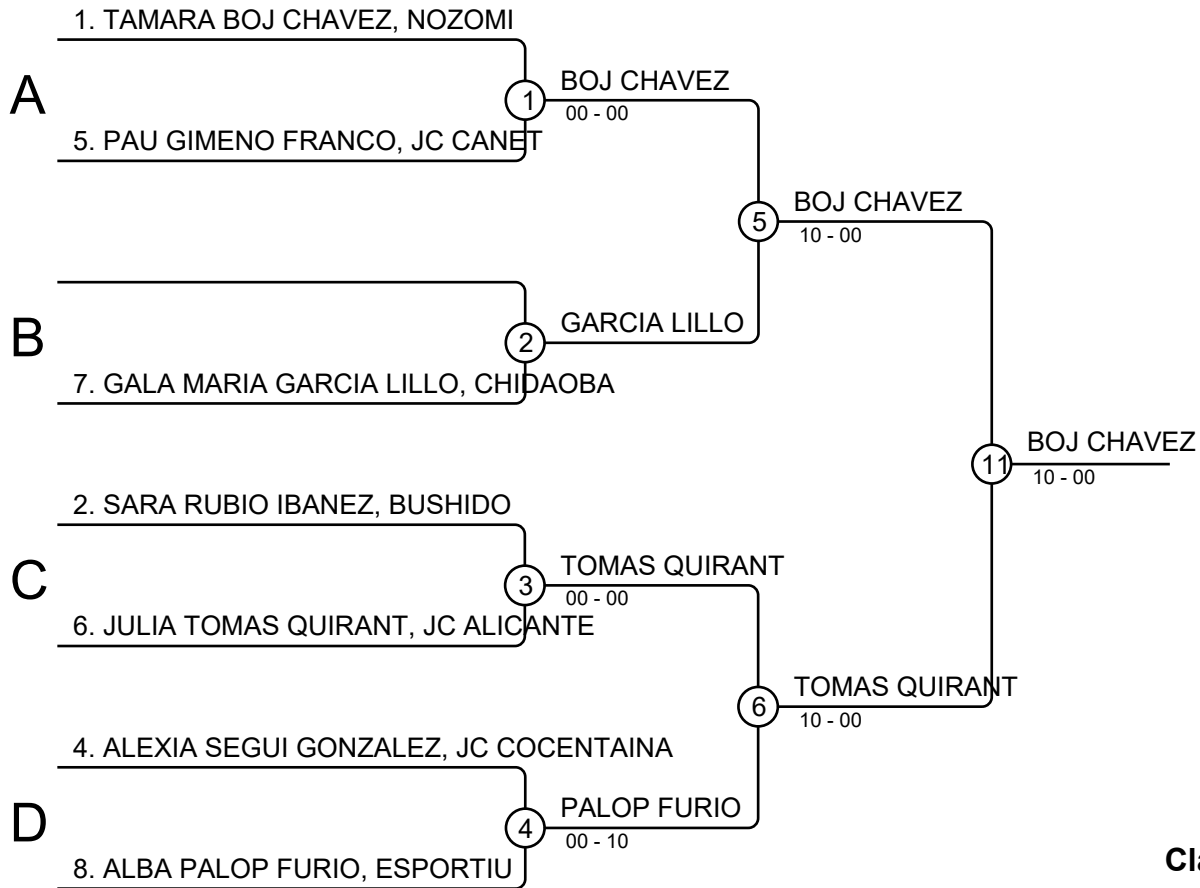 1. TAMARA BOJ CHAVEZ, NOZOMI
A
1
BOJ CHAVEZ
00 - 00
5. PAU GIMENO FRANCO, JC CANET
5
BOJ CHAVEZ
10 - 00
B
2
GARCIA LILLO
7. GALA MARIA GARCIA LILLO, CHIDAOBA
11
BOJ CHAVEZ
10 - 00
2. SARA RUBIO IBANEZ, BUSHIDO
C
3
TOMAS QUIRANT
00 - 00
6. JULIA TOMAS QUIRANT, JC ALICANTE
6
TOMAS QUIRANT
10 - 00
4. ALEXIA SEGUI GONZALEZ, JC COCENTAINA
D
4
PALOP FURIO
00 - 10
8. ALBA PALOP FURIO, ESPORTIU